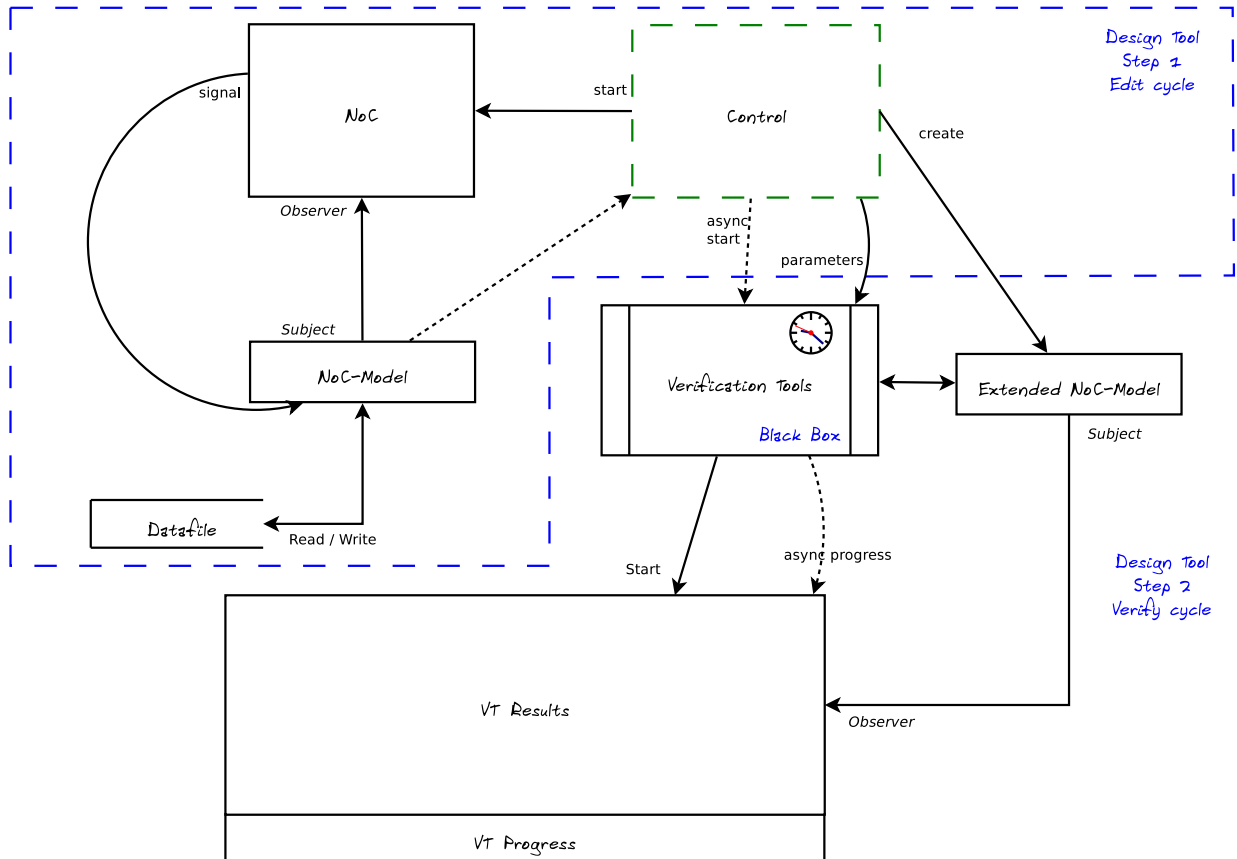 Design Tool
Step 1
Edit cycle
signal
NoC
start
Control
create
Observer
async
start
parameters
Subject
NoC-Model
Verification Tools
Black Box
Extended NoC-Model
Subject
Datafile
Read / Write
Start
async progress
Design Tool
Step 2
Verify cycle
VT Results
Observer
VT Progress